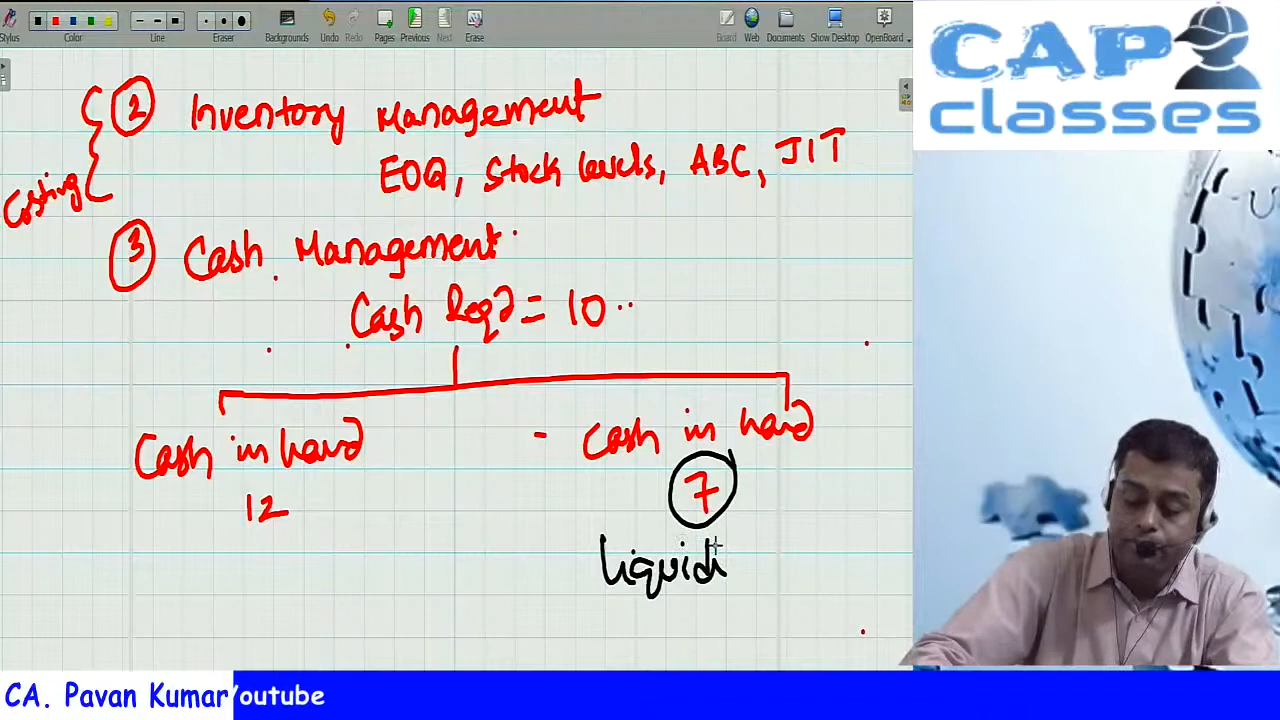 Stylus
Color
Line
Eraser
Backgrounds
Undo
Redo
Pages
Previous
Next
Erase
Board
Web
Documents
Show Desktop
OpenBoard
CAP
classes
2 Inventory Management
EOQ, Stock levels, ABC, JIT
Costing
3 Cash Management
Cash Reqd = 10
Cash in hand
12
- Cash in hand
7
Liquidi
CA. Pavan Kumar
Youtube